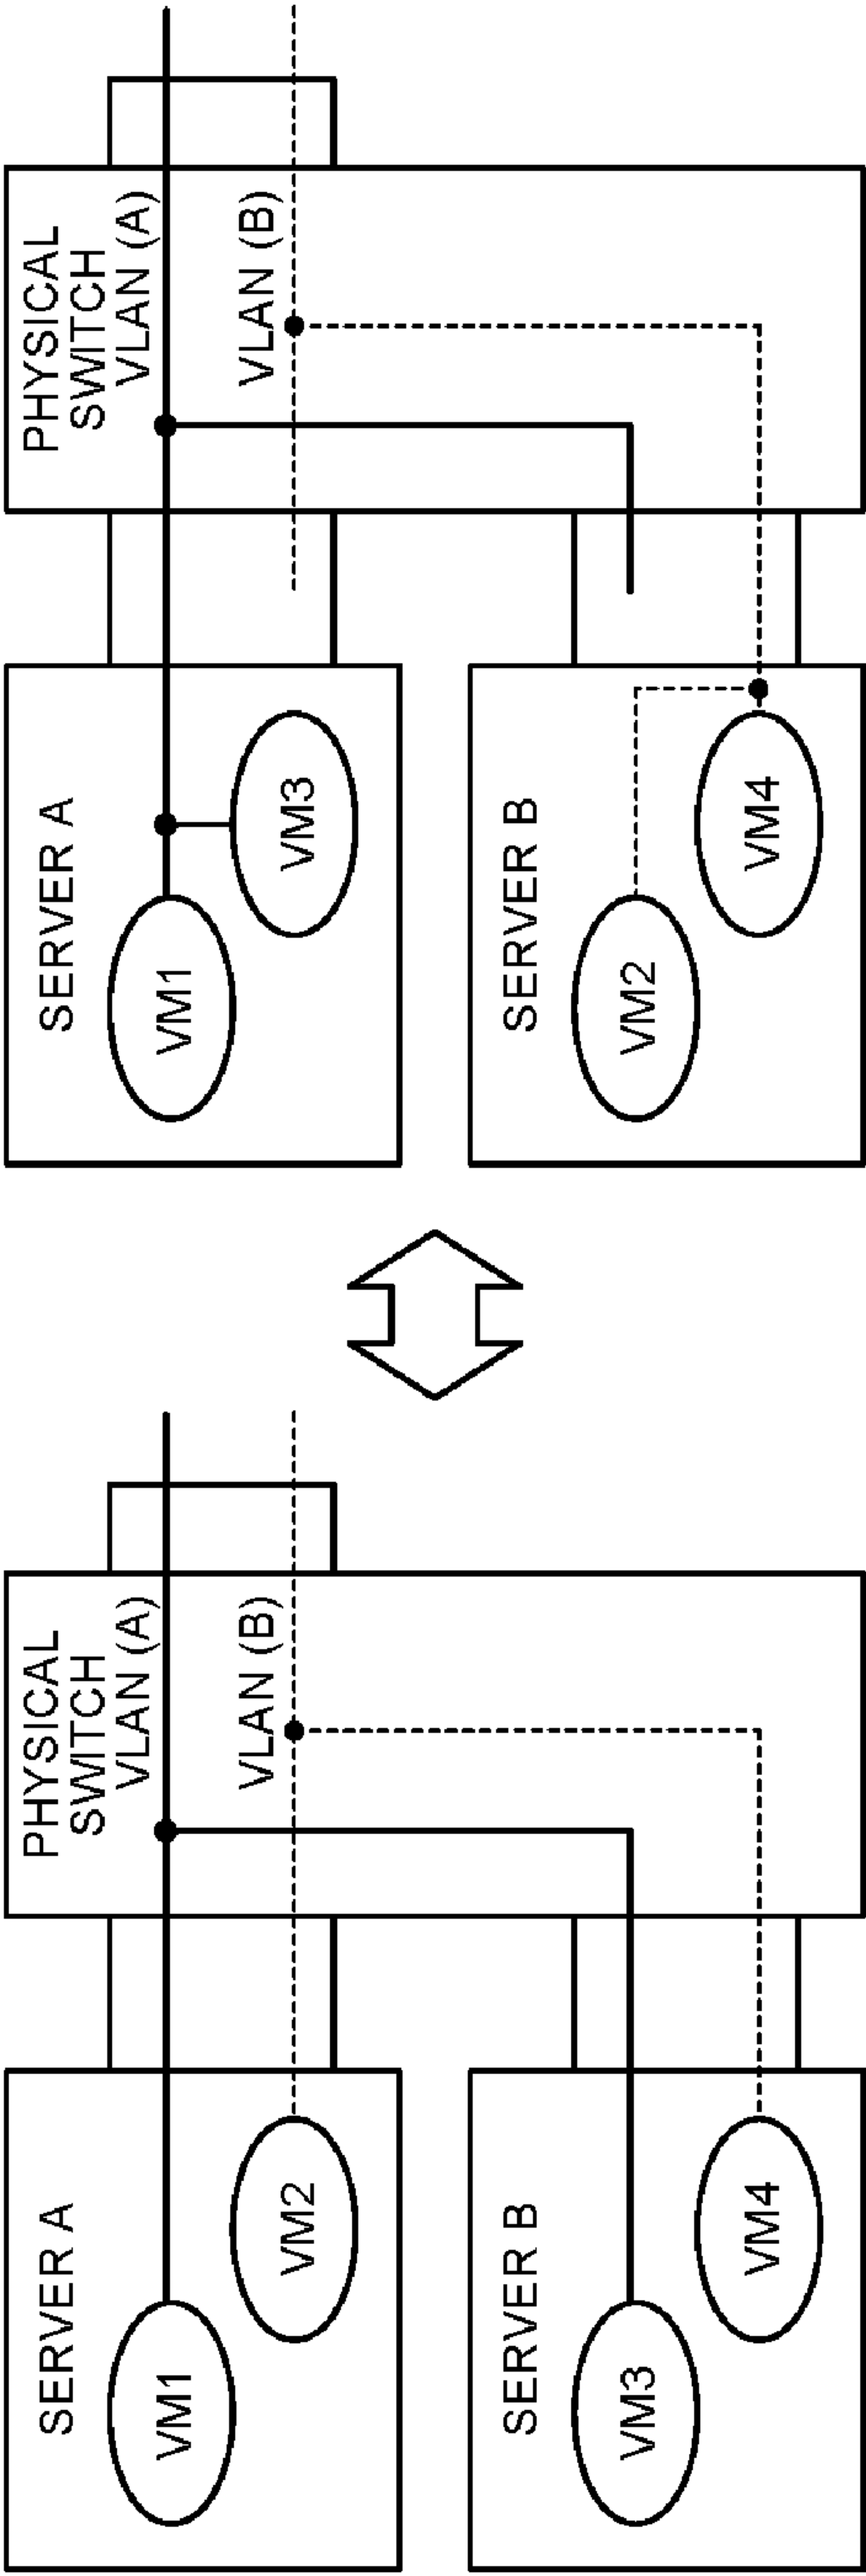 SERVER A
VM1
VM2
SERVER B
VM3
VM4
PHYSICAL
SWITCH
VLAN (A)
VLAN (B)
SERVER A
VM1
VM3
SERVER B
VM2
VM4
PHYSICAL
SWITCH
VLAN (A)
VLAN (B)